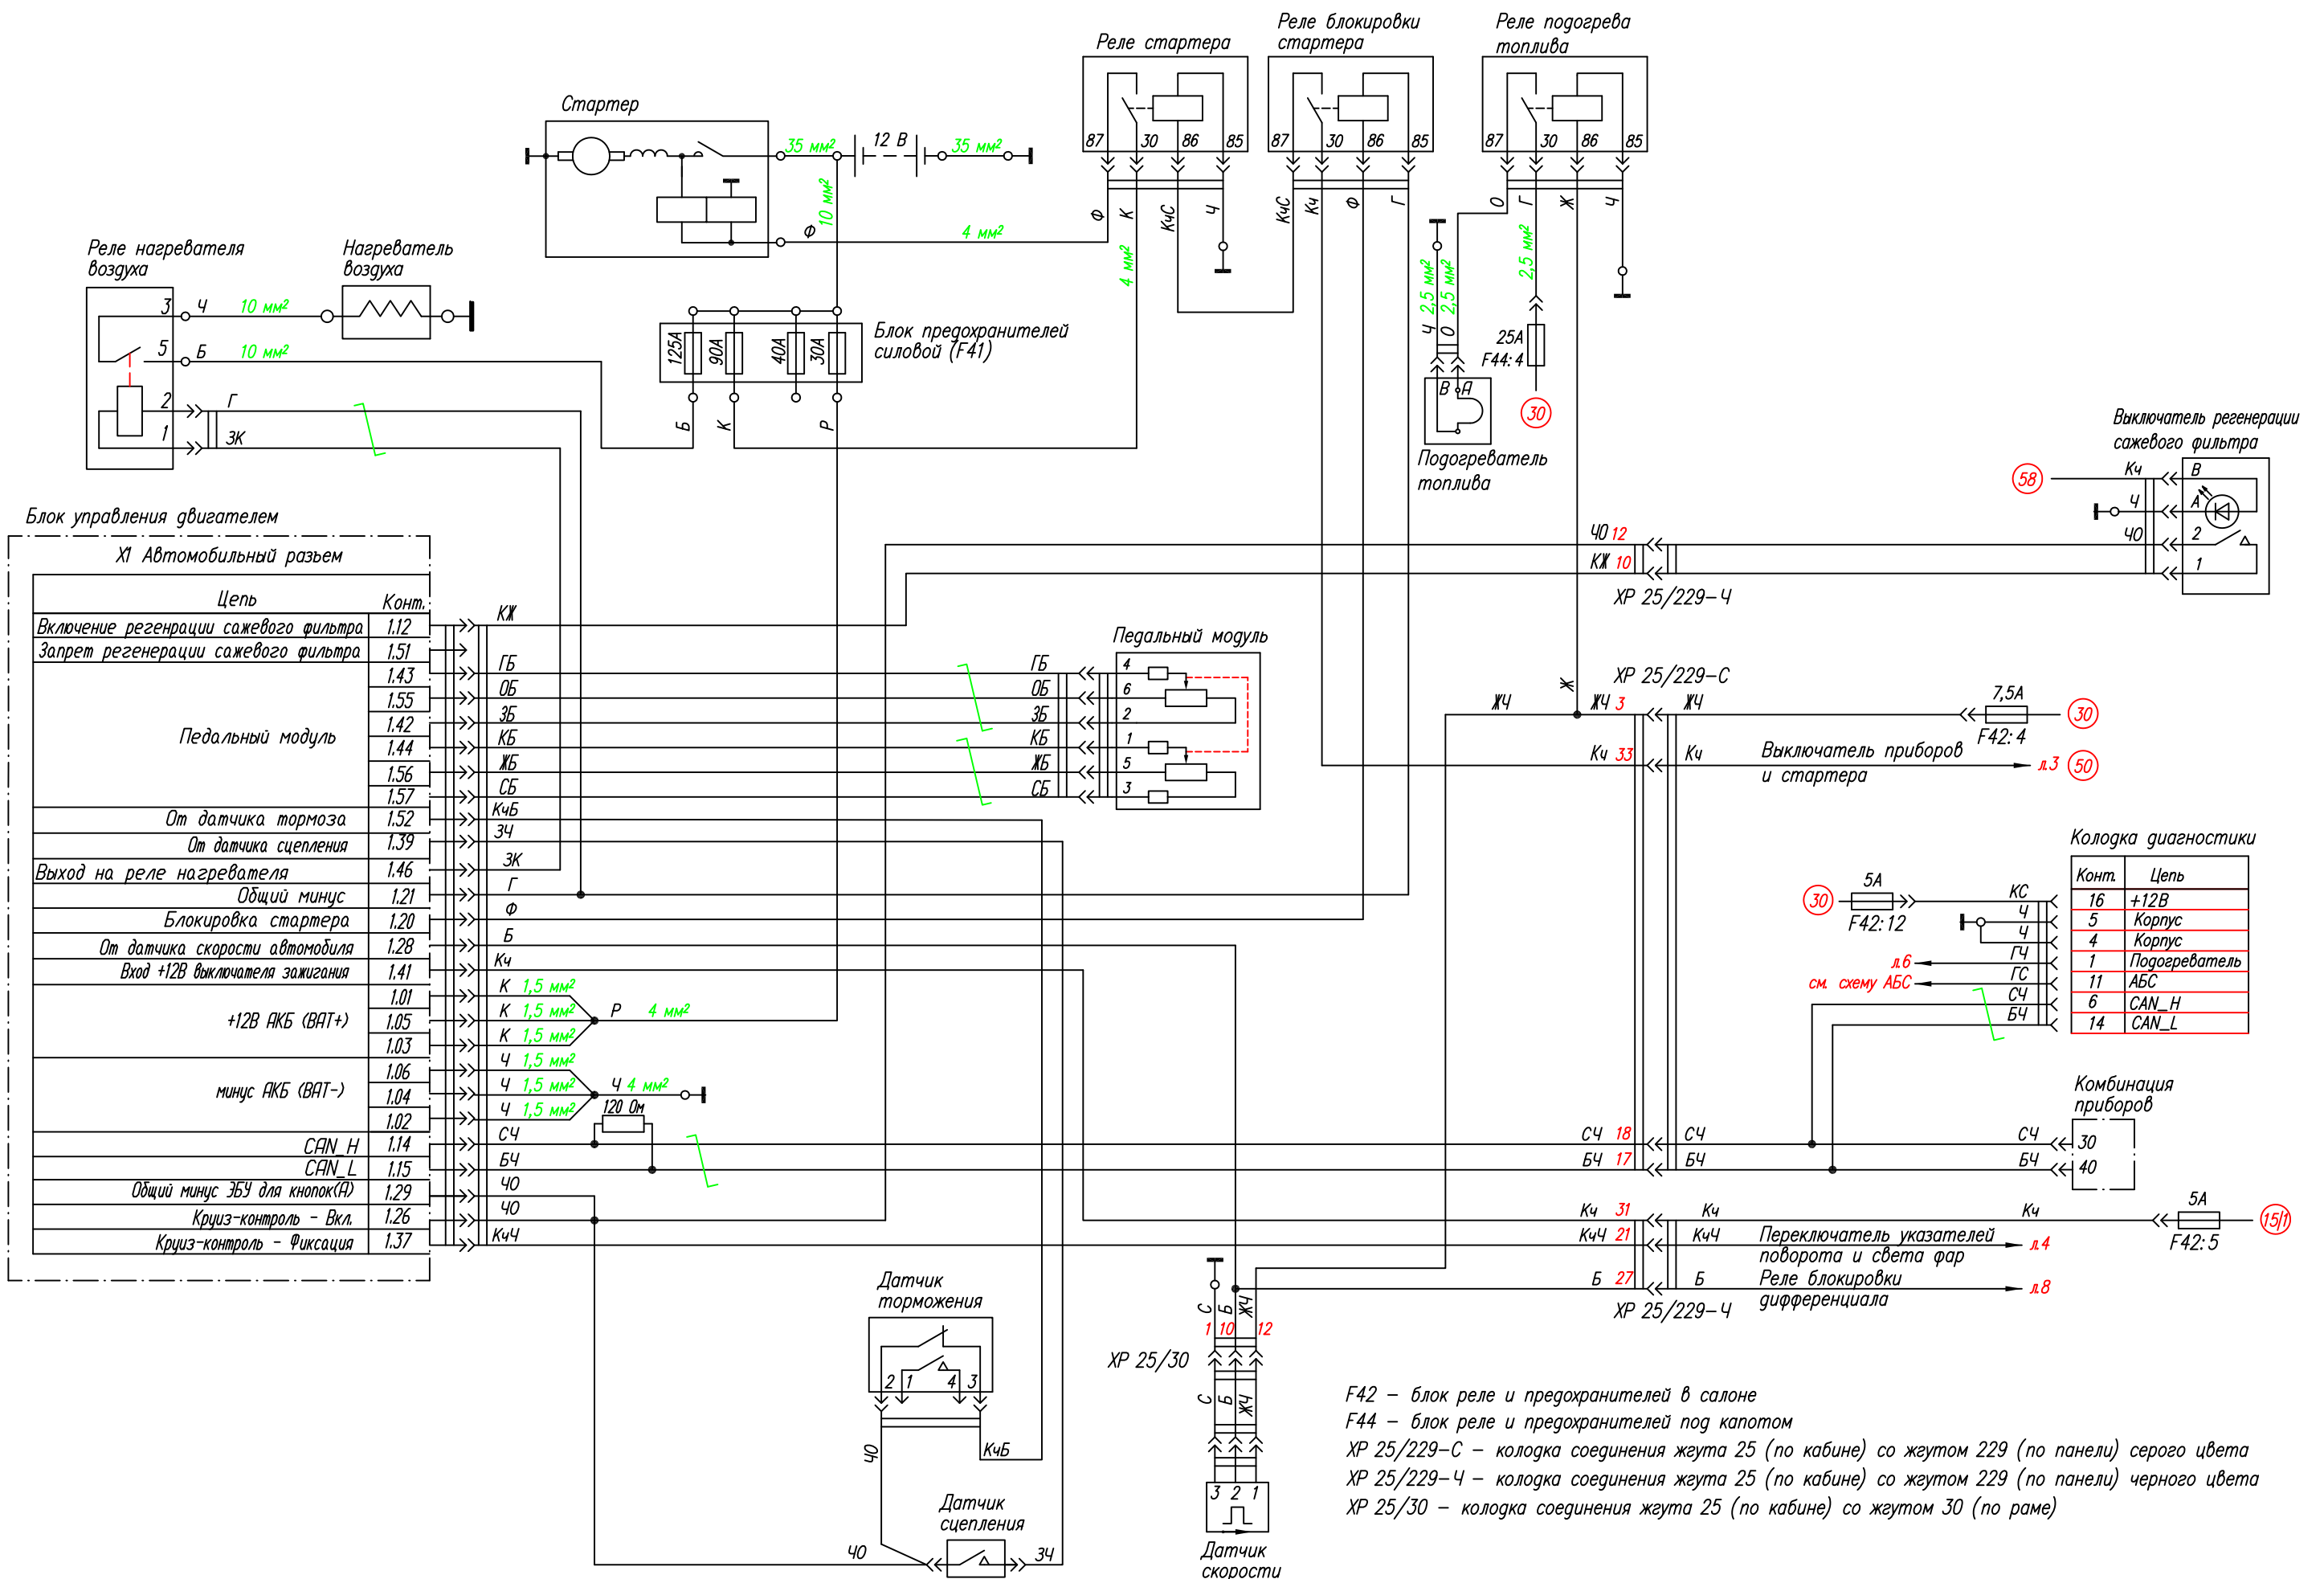 Реле стартера
Реле блокировки
стартера
Реле подогрева
топлива
87 30 86 85
87 30 86 85
87 30 86 85
Ф К КчС Ч
КчС Кч Ф Г
О Г Ж Ч
4 мм²
2,5 мм²
2,5 мм² 2,5 мм²
Ч О
25А
F44:4
30
В А
Подогреватель
топлива
Стартер
35 мм² 12 В 35 мм²
10 мм²
Ф 4 мм²
Реле нагревателя
воздуха
Нагреватель
воздуха
3 Ч 10 мм²
5 Б 10 мм²
2 Г
1 ЗК
125А 90А 40А 30А
Блок предохранителей
силовой (F41)
Б К Р
Выключатель регенерации
сажевого фильтра
58 Кч В
Ч А
ЧО 2
1
ЧО 12
КЖ 10
ХР 25/229-Ч
Блок управления двигателем
Х1 Автомобильный разьем
Цепь Конт.
Включение регенрации сажевого фильтра 1.12 КЖ
Запрет регенерации сажевого фильтра 1.51
Педальный модуль
1.43 ГБ ГБ 4
1.55 ОБ ОБ 6
1.42 ЗБ ЗБ 2
1.44 КБ КБ 1
1.56 ЖБ ЖБ 5
1.57 СБ СБ 3
Педальный модуль
От датчика тормоза 1.52 КчБ
От датчика сцепления 1.39 ЗЧ
Выход на реле нагревателя 1.46 ЗК
Общий минус 1.21 Г
Блокировка стартера 1.20 Ф
От датчика скорости автомобиля 1.28 Б
Вход +12В выключателя зажигания 1.41 Кч
+12В АКБ (ВАТ+)
1.01 К 1,5 мм²
1.05 К 1,5 мм² Р 4 мм²
1.03 К 1,5 мм²
минус АКБ (ВАТ-)
1.06 Ч 1,5 мм²
1.04 Ч 1,5 мм² Ч 4 мм²
1.02 Ч 1,5 мм² 120 Ом
CAN_H 1.14 СЧ
CAN_L 1.15 БЧ
Общий минус ЭБУ для кнопок(А) 1.29 ЧО
Круиз-контроль - Вкл. 1.26 ЧО
Круиз-контроль - Фиксация 1.37 КчЧ
ХР 25/229-С
Ж
ЖЧ ЖЧ 3 ЖЧ
7,5А
F42:4
30
Кч 33 Кч
Выключатель приборов
и стартера
л.3 50
Колодка диагностики
Конт. Цепь
30 5А F42:12 КС 16 +12В
Ч 5 Корпус
Ч 4 Корпус
л.6 ГЧ 1 Подогреватель
см. схему АБС ГС 11 АБС
СЧ 6 CAN_H
БЧ 14 CAN_L
Комбинация
приборов
СЧ 18 СЧ СЧ 30
БЧ 17 БЧ БЧ 40
Кч 31 Кч Кч
5А
F42:5
15/1
КчЧ 21 КчЧ
Переключатель указателей
поворота и света фар
л.4
Б 27 Б
Реле блокировки
дифференциала
л.8
ХР 25/229-Ч
Датчик
торможения
2 1 4 3
ЧО КчБ
Датчик
сцепления
ЧО ЗЧ
С Б ЖЧ
1 10 12
ХР 25/30
С Б ЖЧ
3 2 1
Датчик
скорости
F42 - блок реле и предохранителей в салоне
F44 - блок реле и предохранителей под капотом
ХР 25/229-С - колодка соединения жгута 25 (по кабине) со жгутом 229 (по панели) серого цвета
ХР 25/229-Ч - колодка соединения жгута 25 (по кабине) со жгутом 229 (по панели) черного цвета
ХР 25/30 - колодка соединения жгута 25 (по кабине) со жгутом 30 (по раме)